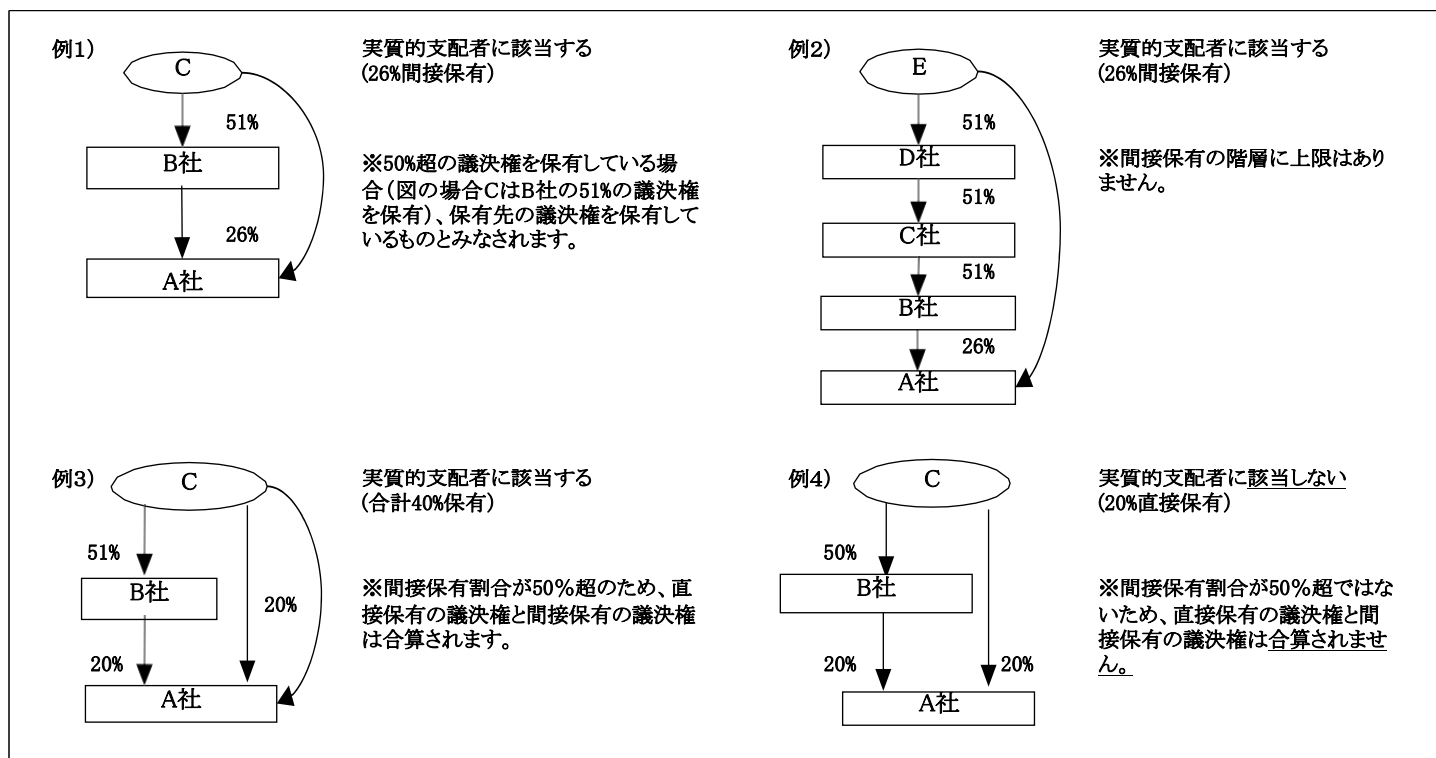 例1)
C
実質的支配者に該当する
(26%間接保有)
51%
B社
※50%超の議決権を保有している場
合(図の場合CはB社の51%の議決権
を保有)、保有先の議決権を保有して
いるものとみなされます。
26%
A社
例2)
E
実質的支配者に該当する
(26%間接保有)
51%
D社
※間接保有の階層に上限はあり
ません。
51%
C社
51%
B社
26%
A社
例3)
C
実質的支配者に該当する
(合計40%保有)
51%
B社
20%
※間接保有割合が50%超のため、直
接保有の議決権と間接保有の議決権
は合算されます。
20%
A社
例4)
C
実質的支配者に該当しない
(20%直接保有)
50%
B社
※間接保有割合が50%超ではな
いため、直接保有の議決権と間
接保有の議決権は合算されませ
ん。
20%
20%
A社